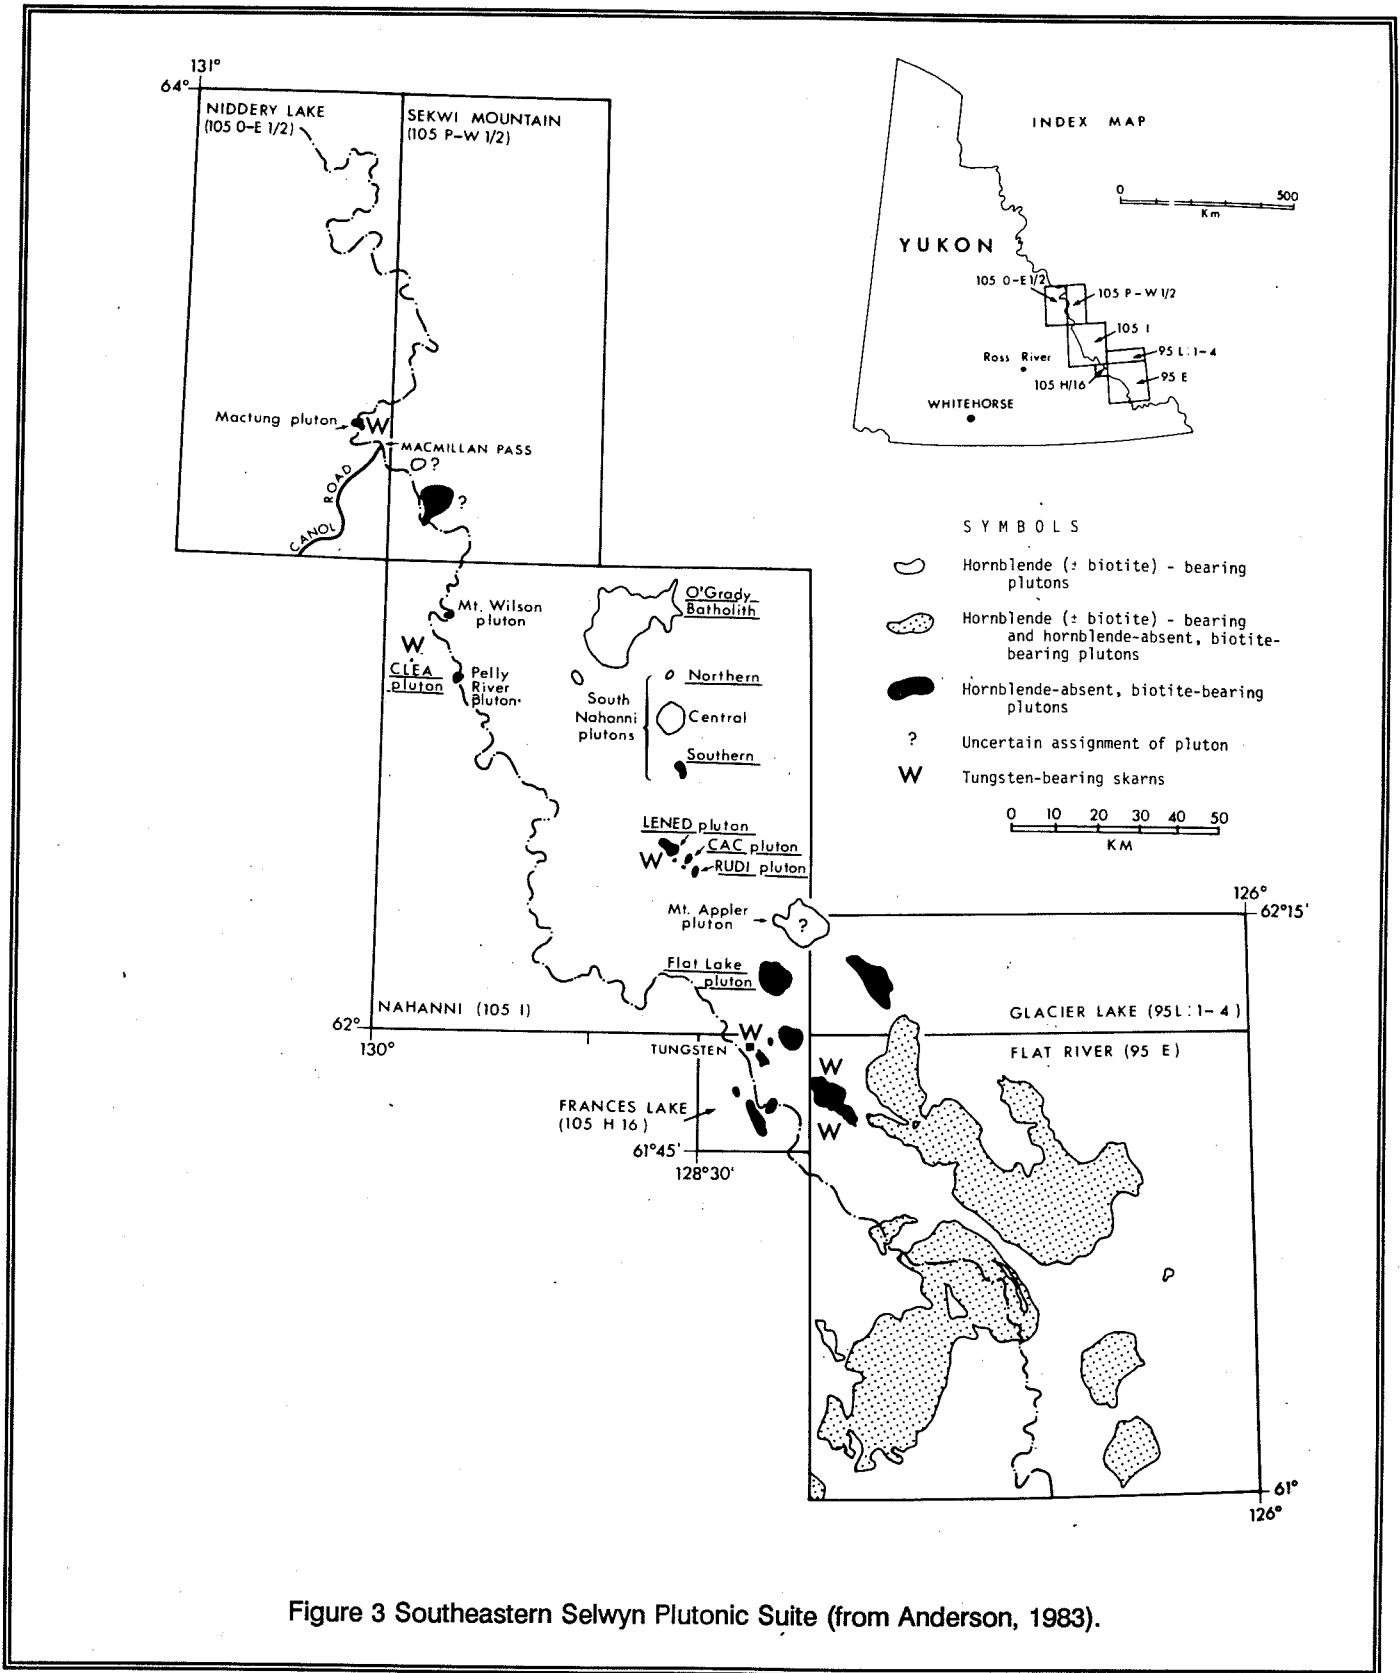 131°
64°
NIDDERY LAKE
(105 O-E 1/2)
SEKWI MOUNTAIN
(105 P-W 1/2)
INDEX MAP
0 500
Km
YUKON
105 O-E 1/2
105 P-W 1/2
105 I
Ross River
95 L:1-4
105 H/16
95 E
WHITEHORSE
Mactung pluton
W
MACMILLAN PASS
?
CANOL ROAD
?
SYMBOLS
Hornblende (± biotite) - bearing
plutons
Hornblende (± biotite) - bearing
and hornblende-absent, biotite-
bearing plutons
Hornblende-absent, biotite-bearing
plutons
? Uncertain assignment of pluton
W Tungsten-bearing skarns
0 10 20 30 40 50
KM
O'Grady
Batholith
Mt. Wilson
pluton
W
CLEA
pluton
Pelly
River
Pluton
South
Nahanni
plutons
Northern
Central
Southern
LENED pluton
CAC pluton
W
RUDI pluton
Mt. Appler
pluton
?
126°
62°15'
Flat Lake
pluton
NAHANNI (105 I)
GLACIER LAKE (95L:1-4)
62°
130°
W
TUNGSTEN
FLAT RIVER (95 E)
W
FRANCES LAKE
(105 H 16)
W
61°45'
128°30'
61°
126°
Figure 3 Southeastern Selwyn Plutonic Suite (from Anderson, 1983).